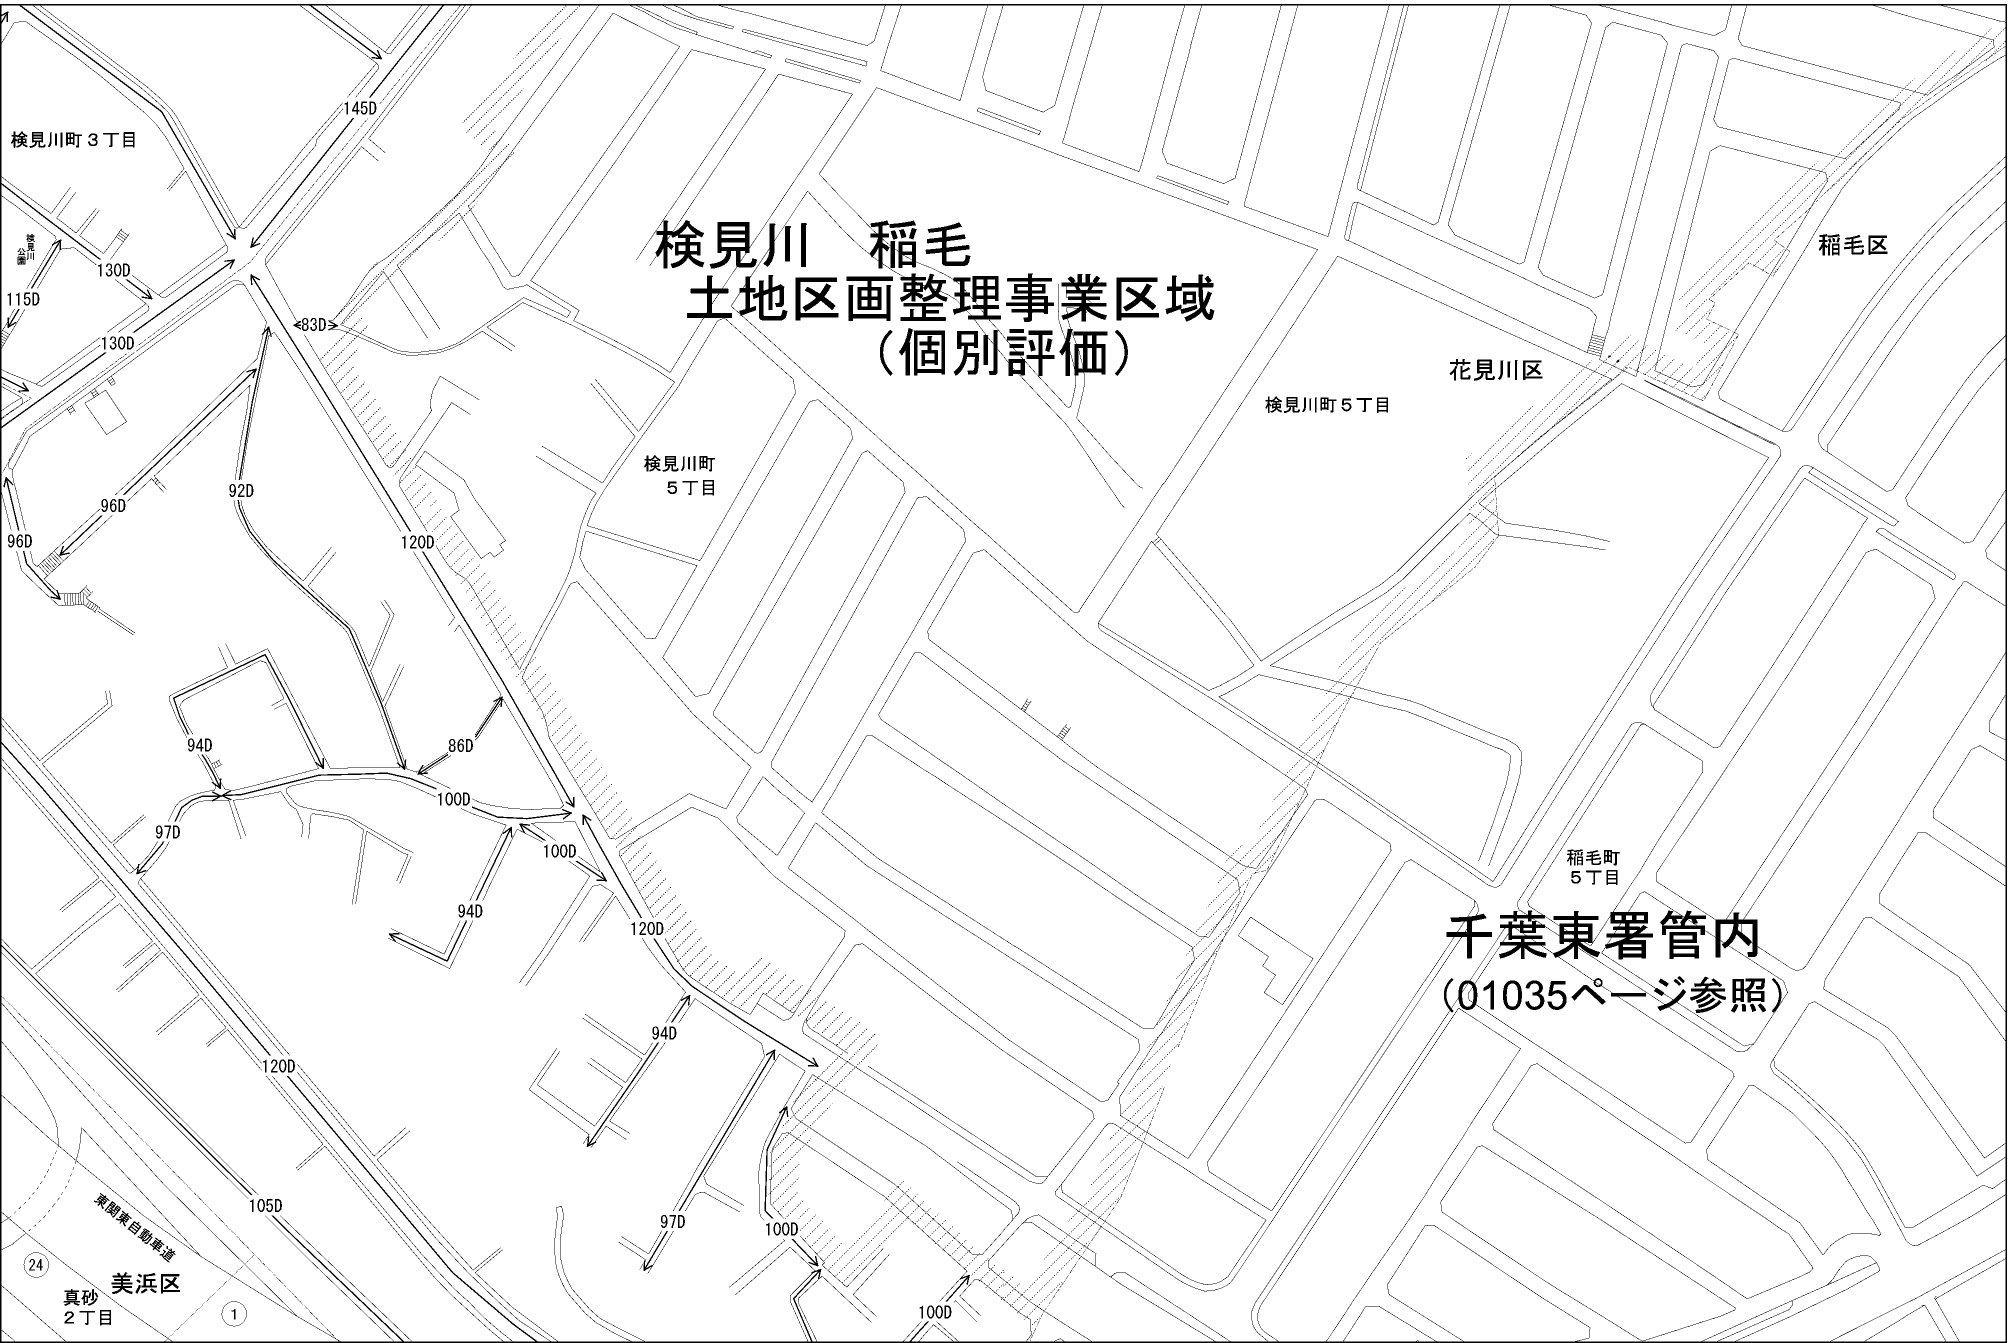 145D
検見川町３丁目
検見川
公園
130D
115D
130D
83D
検見川　稲毛
土地区画整理事業区域
（個別評価）
稲毛区
花見川区
検見川町５丁目
検見川町
５丁目
92D
96D
96D
120D
94D
86D
100D
97D
100D
94D
120D
稲毛町
５丁目
千葉東署管内
（01035ページ参照）
94D
120D
105D
97D
100D
100D
東関東自動車道
24
美浜区
真砂
２丁目
1